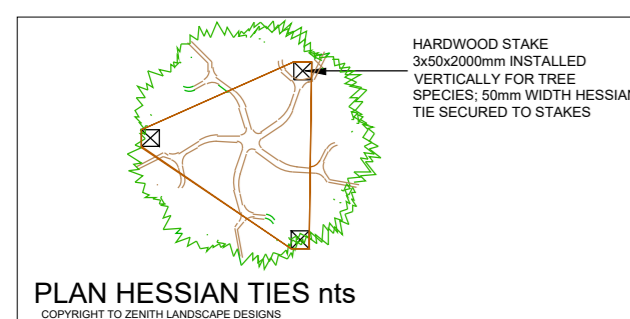 HARDWOOD STAKE
3x50x2000mm INSTALLED
VERTICALLY FOR TREE
SPECIES; 50mm WIDTH HESSIAN
TIE SECURED TO STAKES
PLAN HESSIAN TIES nts
COPYRIGHT TO ZENITH LANDSCAPE DESIGNS